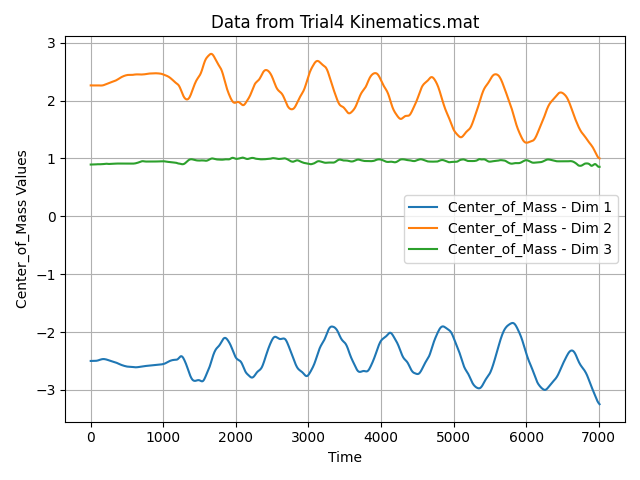 Data from Trial4 Kinematics.mat
Center_of_Mass Values
3
2
1
0
−1
−2
−3
Center_of_Mass - Dim 1
Center_of_Mass - Dim 2
Center_of_Mass - Dim 3
0 1000 2000 3000 4000 5000 6000 7000
Time